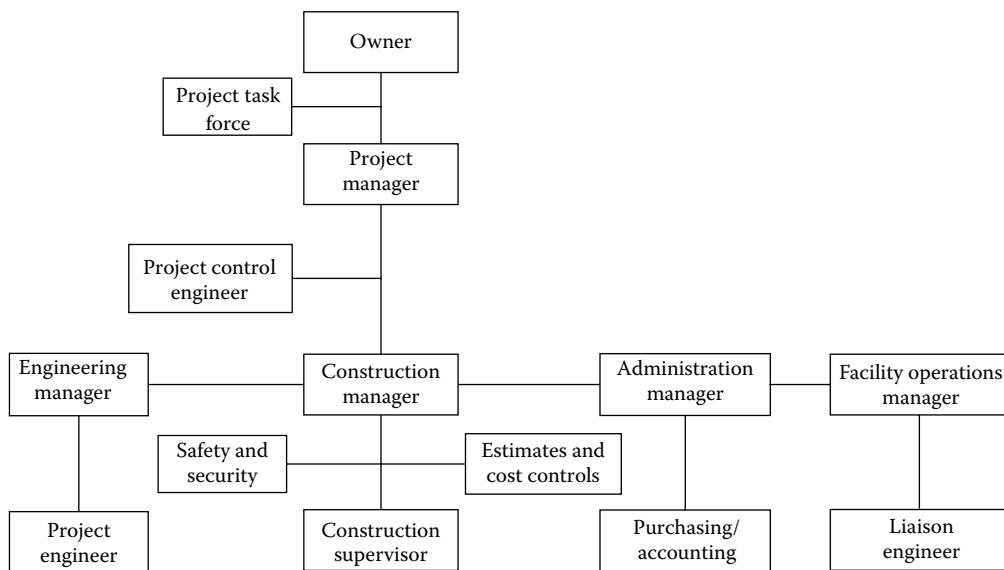 Owner
Project task
force
Project
manager
Project control
engineer
Engineering
manager
Construction
manager
Administration
manager
Facility operations
manager
Safety and
security
Estimates and
cost controls
Project
engineer
Construction
supervisor
Purchasing/
accounting
Liaison
engineer